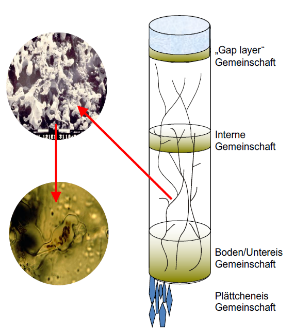 „Gap layer“
Gemeinschaft
Interne
Gemeinschaft
Boden/Untereis
Gemeinschaft
Plättcheneis
Gemeinschaft